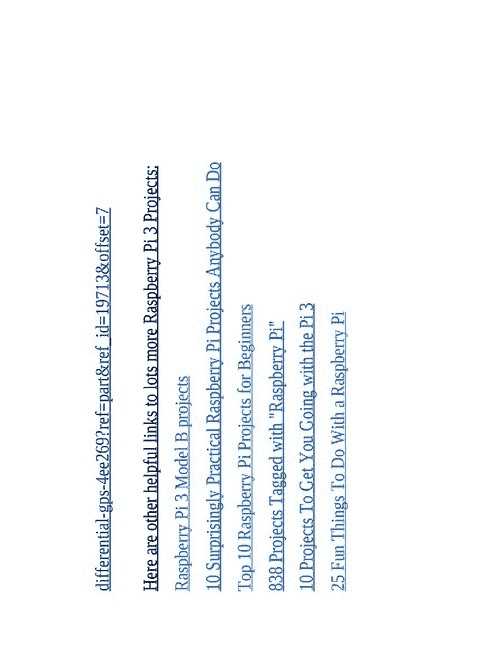 differential-gps-4ee269?ref=part&ref_id=19713&offset=7
Here are other helpful links to lots more Raspberry Pi 3 Projects:
Raspberry Pi 3 Model B projects
10 Surprisingly Practical Raspberry Pi Projects Anybody Can Do
Top 10 Raspberry Pi Projects for Beginners
838 Projects Tagged with "Raspberry Pi"
10 Projects To Get You Going with the Pi 3
25 Fun Things To Do With a Raspberry Pi